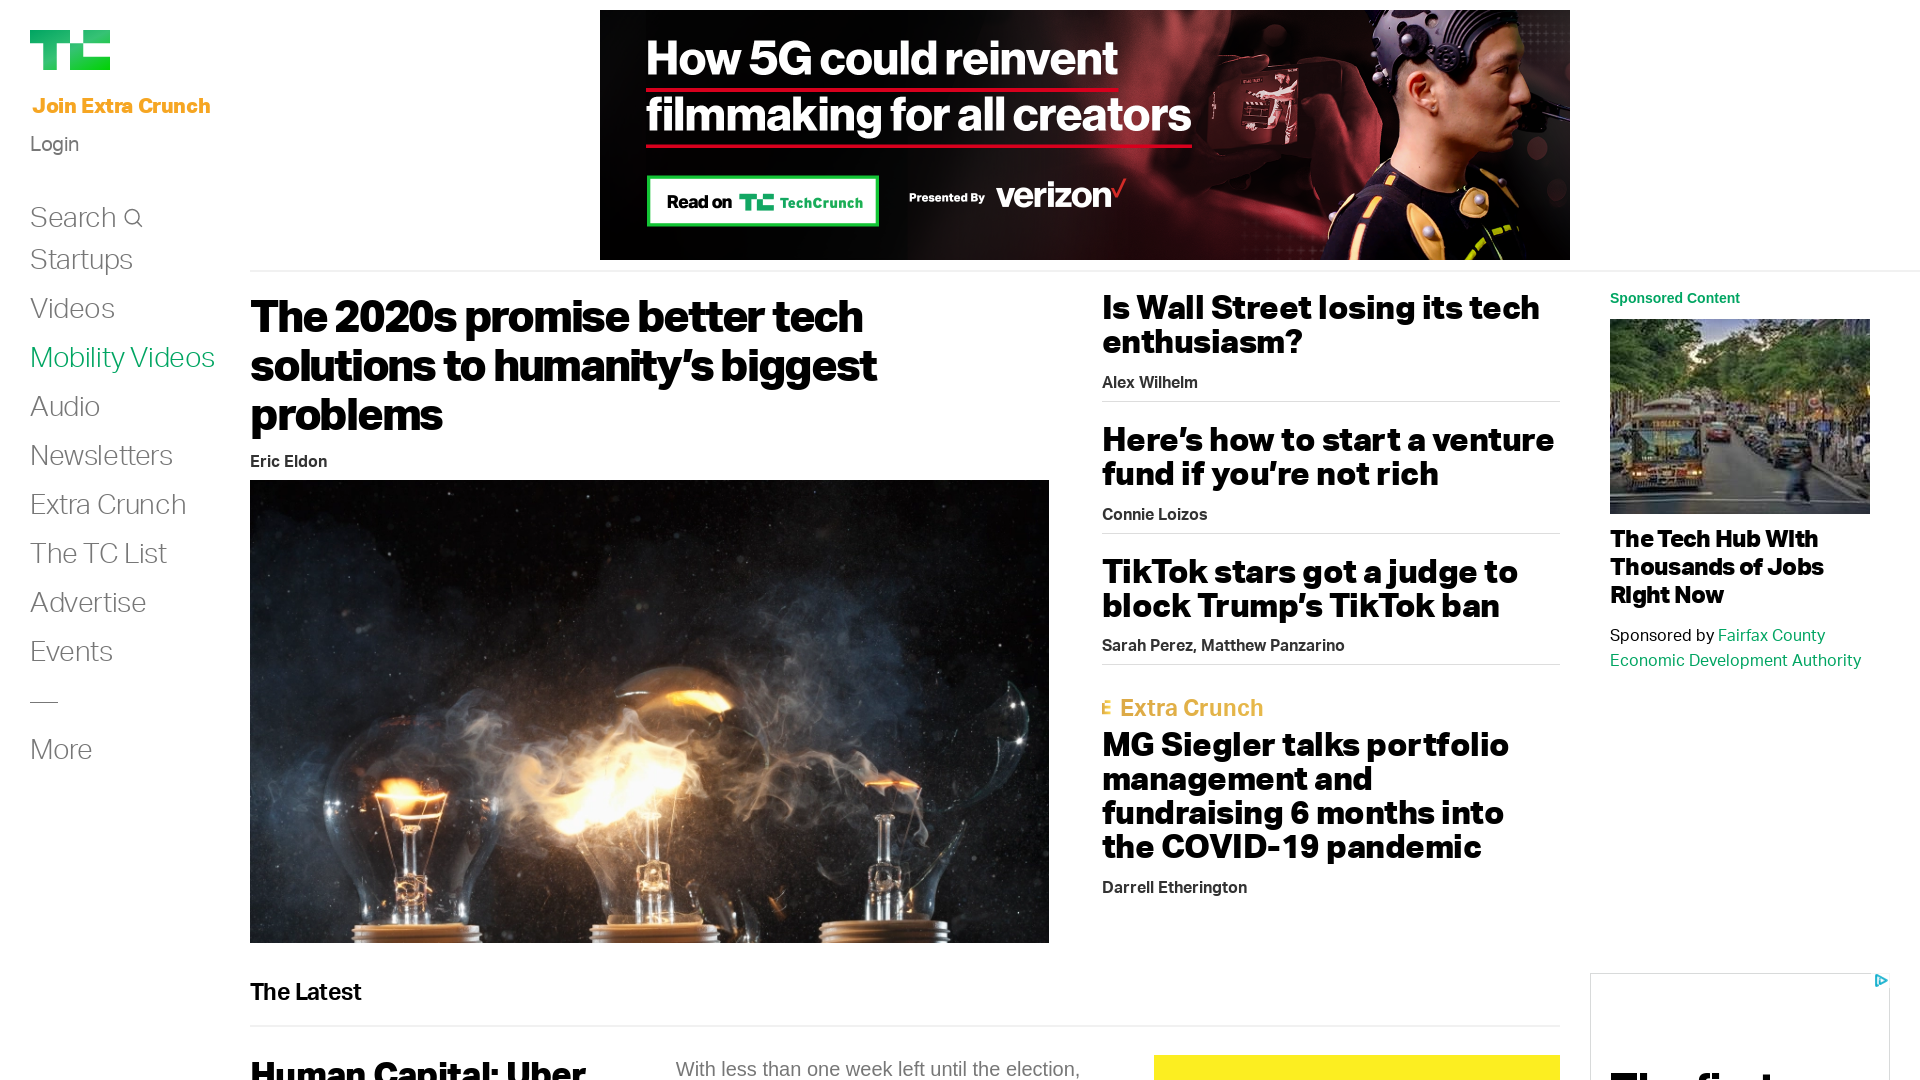 TC
Join Extra Crunch
Login
Search
Startups
Videos
Mobility Videos
Audio
Newsletters
Extra Crunch
The TC List
Advertise
Events
More
How 5G could reinvent
filmmaking for all creators
Read on TC TechCrunch
Presented By verizon
The 2020s promise better tech
solutions to humanity’s biggest
problems
Eric Eldon
Is Wall Street losing its tech
enthusiasm?
Alex Wilhelm
Here’s how to start a venture
fund if you’re not rich
Connie Loizos
TikTok stars got a judge to
block Trump’s TikTok ban
Sarah Perez, Matthew Panzarino
Extra Crunch
MG Siegler talks portfolio
management and
fundraising 6 months into
the COVID-19 pandemic
Darrell Etherington
Sponsored Content
TROLLEY
The Tech Hub WIth
Thousands of Jobs
RIght Now
Sponsored by Fairfax County
Economic Development Authority
The Latest
Human Capital: Uber
With less than one week left until the election,
The first